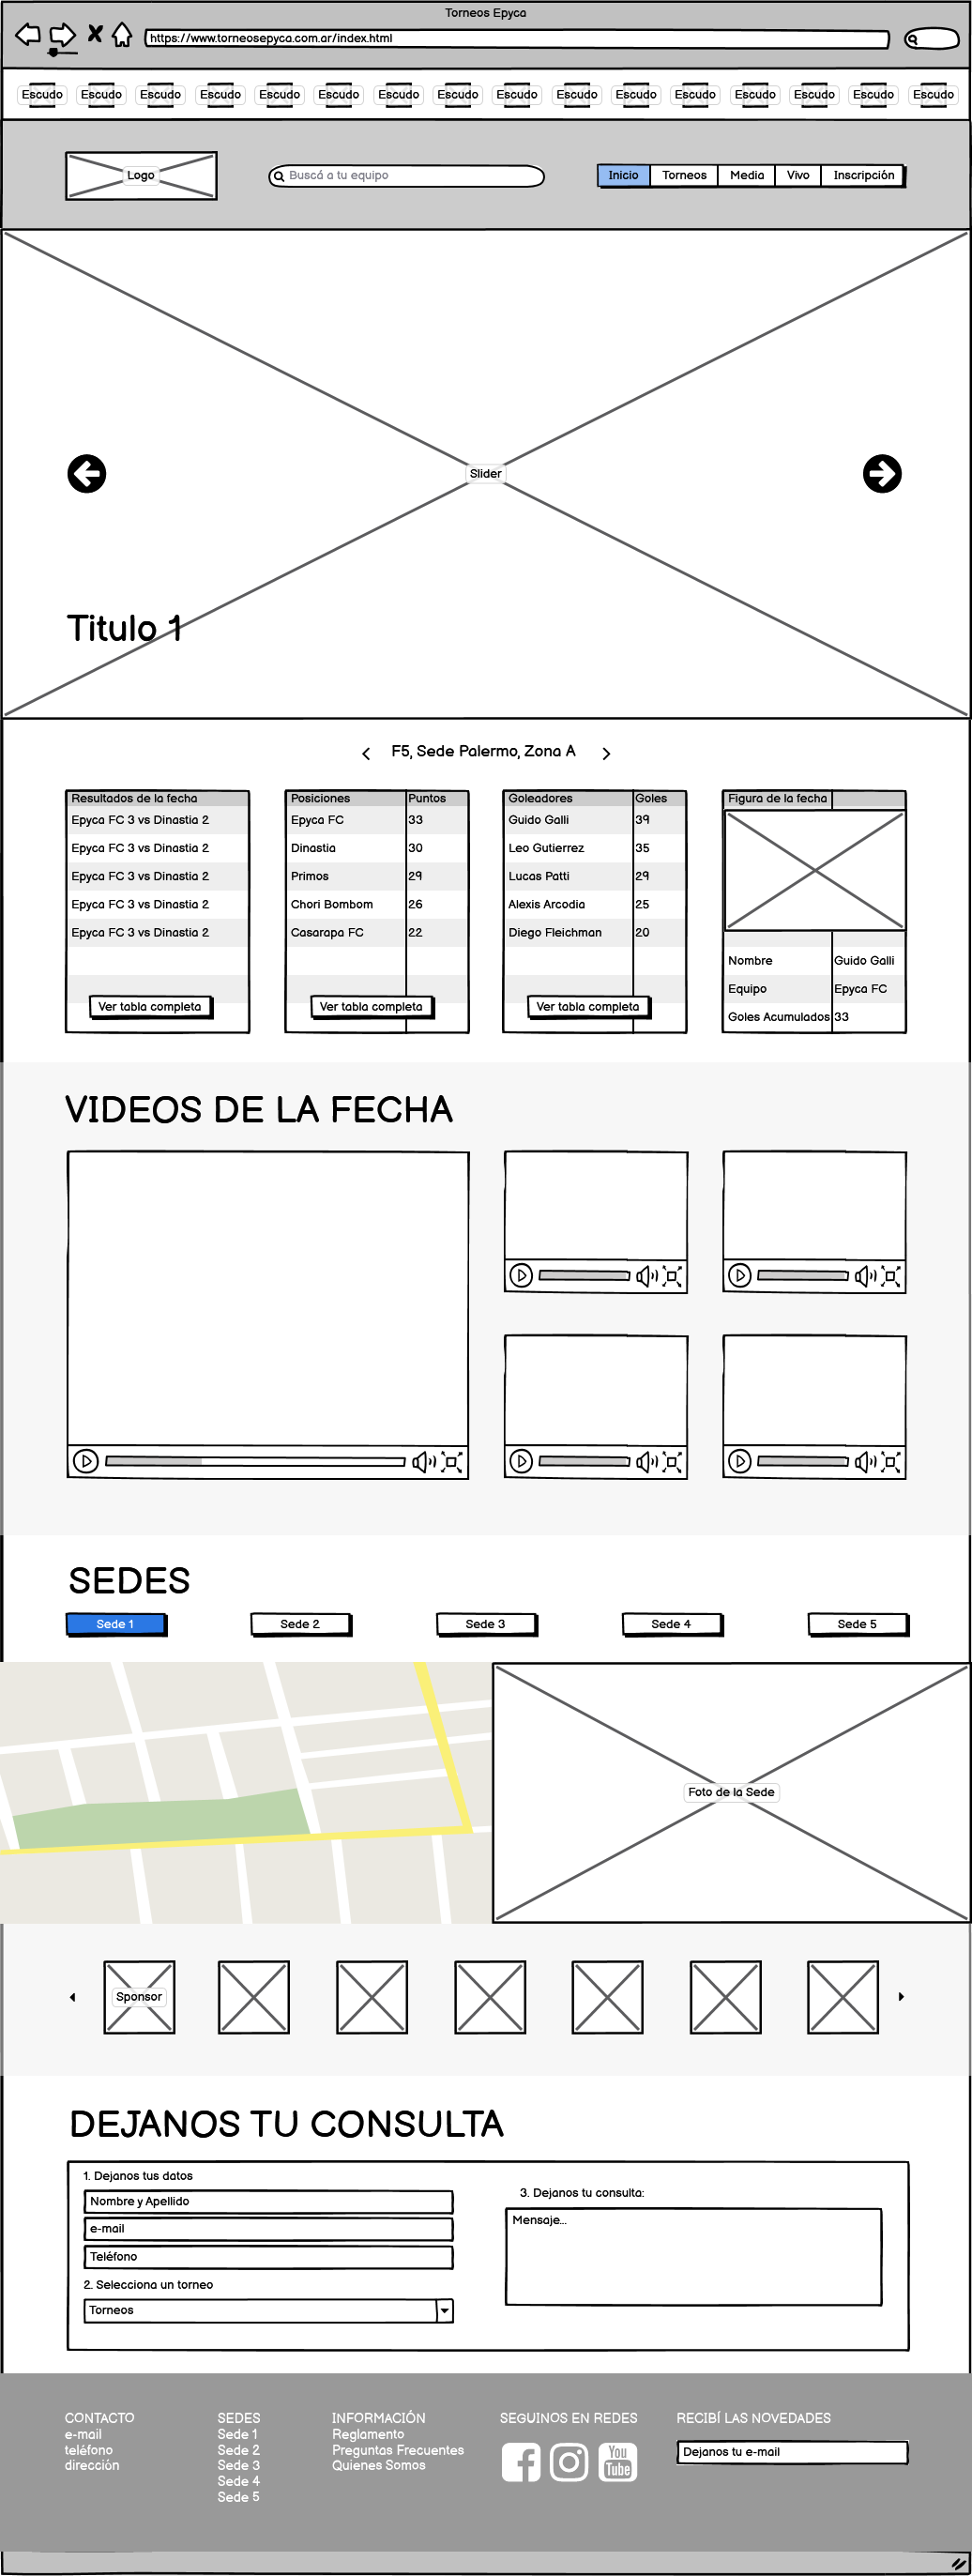 Torneos Epyca
https://www.torneosepyca.com.ar/index.html
Escudo Escudo Escudo Escudo Escudo Escudo Escudo Escudo Escudo Escudo Escudo Escudo Escudo Escudo Escudo Escudo
Logo Buscá a tu equipo Inicio Torneos Media Vivo Inscripción
Slider
Titulo 1
F5, Sede Palermo, Zona A
Resultados de la fecha
Epyca FC 3 vs Dinastia 2
Epyca FC 3 vs Dinastia 2
Epyca FC 3 vs Dinastia 2
Epyca FC 3 vs Dinastia 2
Epyca FC 3 vs Dinastia 2
Ver tabla completa
Posiciones Puntos
Epyca FC 33
Dinastia 30
Primos 29
Chori Bombom 26
Casarapa FC 22
Ver tabla completa
Goleadores Goles
Guido Galli 39
Leo Gutierrez 35
Lucas Patti 29
Alexis Arcodia 25
Diego Fleichman 20
Ver tabla completa
Figura de la fecha
Nombre Guido Galli
Equipo Epyca FC
Goles Acumulados 33
VIDEOS DE LA FECHA
SEDES
Sede 1 Sede 2 Sede 3 Sede 4 Sede 5
Foto de la Sede
Sponsor
DEJANOS TU CONSULTA
1. Dejanos tus datos
Nombre y Apellido
e-mail
Teléfono
2. Selecciona un torneo
Torneos
3. Dejanos tu consulta:
Mensaje...
CONTACTO
e-mail
teléfono
dirección
SEDES
Sede 1
Sede 2
Sede 3
Sede 4
Sede 5
INFORMACIÓN
Reglamento
Preguntas Frecuentes
Quienes Somos
SEGUINOS EN REDES
You
Tube
RECIBÍ LAS NOVEDADES
Dejanos tu e-mail